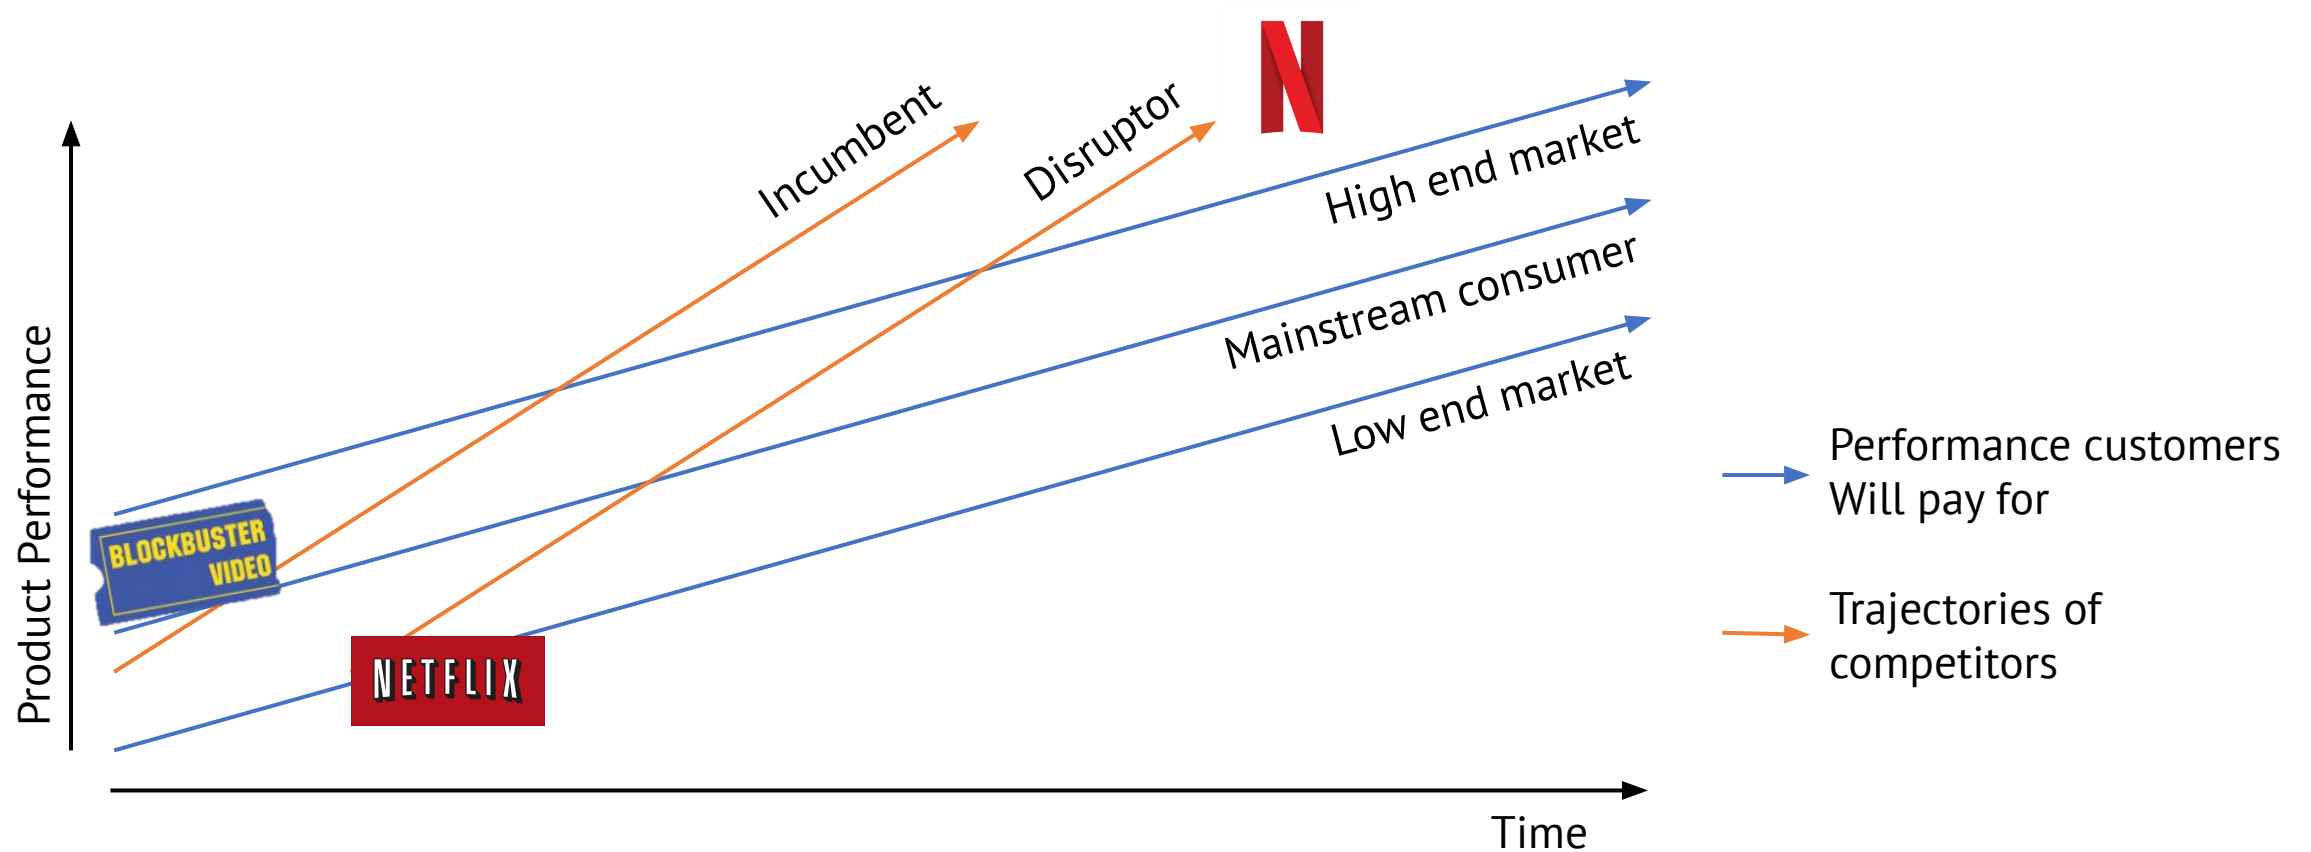 Incumbent
Disruptor
N
High end market
Mainstream consumer
Low end market
Product Performance
BLOCKBUSTER
VIDEO
NETFLIX
Performance customers
Will pay for
Trajectories of
competitors
Time